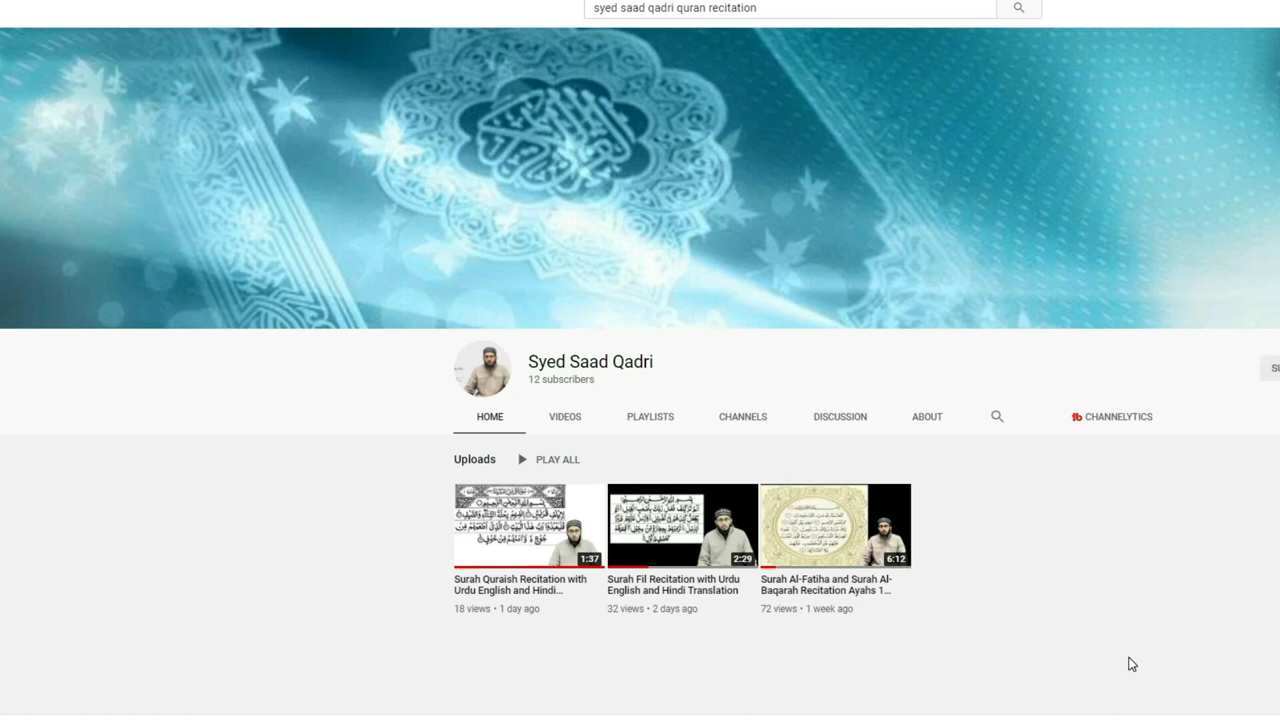 syed saad qadri quran recitation
القرآن الكريم
Syed Saad Qadri
12 subscribers
SU
HOME VIDEOS PLAYLISTS CHANNELS DISCUSSION ABOUT CHANNELYTICS
Uploads PLAY ALL
1:37
2:29
6:12
Surah Quraish Recitation with
Urdu English and Hindi...
18 views • 1 day ago
Surah Fil Recitation with Urdu
English and Hindi Translation
32 views • 2 days ago
Surah Al-Fatiha and Surah Al-
Baqarah Recitation Ayahs 1...
72 views • 1 week ago